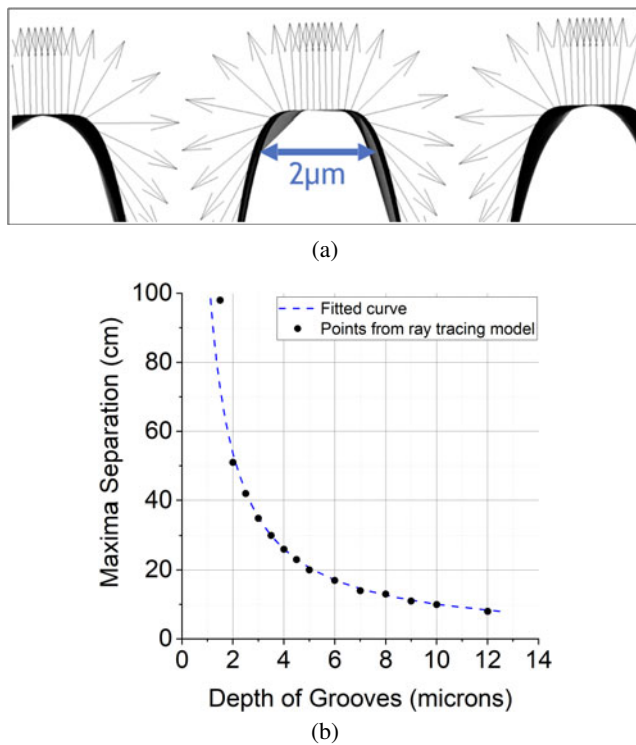 2μm
(a)
Fitted curve
Points from ray tracing model
100
80
60
40
20
0
Maxima Separation (cm)
0 2 4 6 8 10 12 14
Depth of Grooves (microns)
(b)